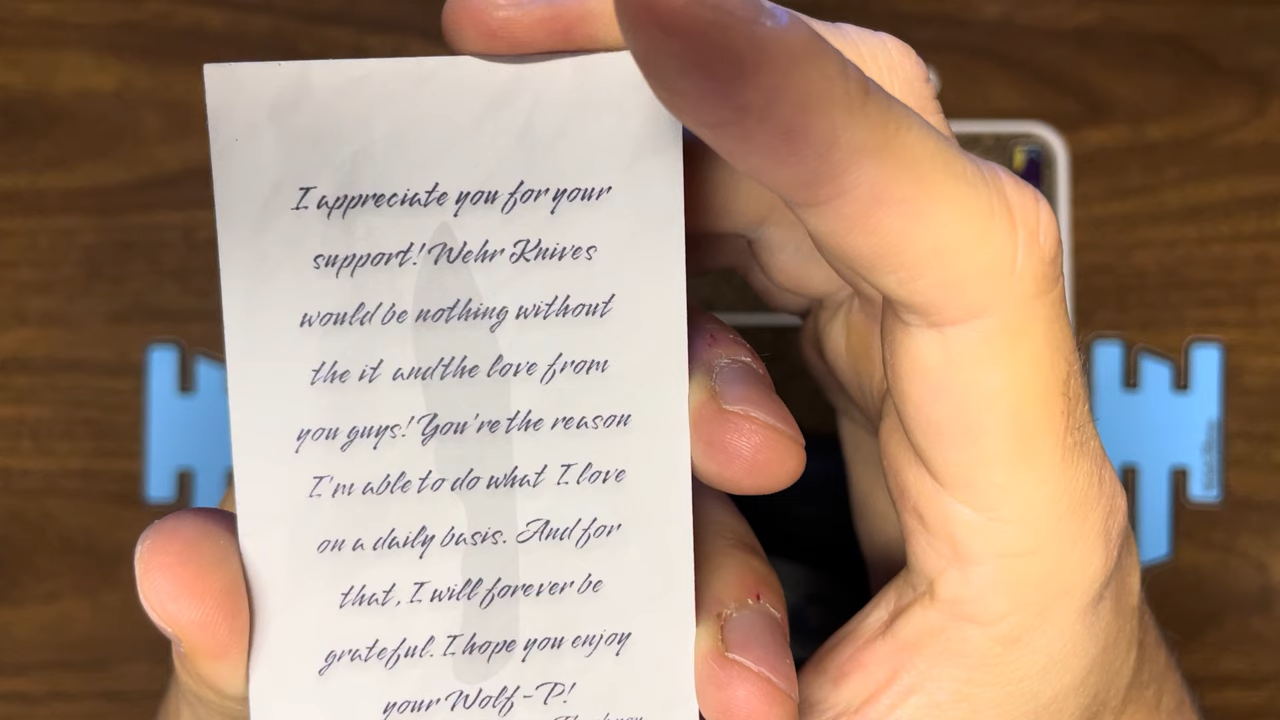 I appreciate you for your
support! Wehr Knives
would be nothing without
the it and the love from
you guys! You're the reason
I'm able to do what I love
on a daily basis. And for
that, I will forever be
grateful. I hope you enjoy
your Wolf-P!